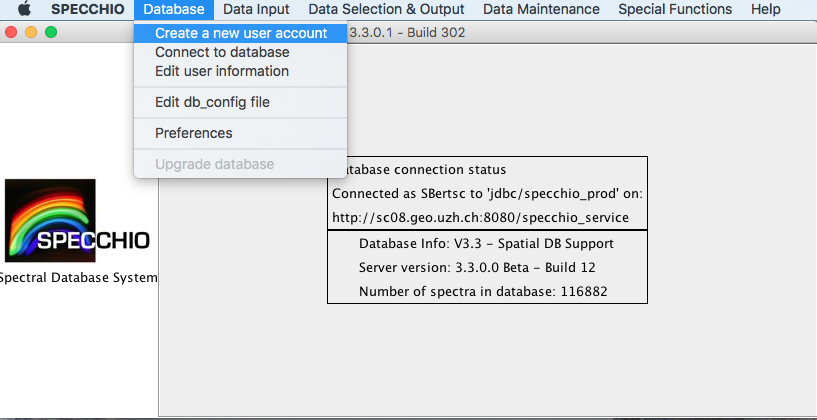 SPECCHIO Database Data Input Data Selection & Output Data Maintenance Special Functions Help
3.3.0.1 - Build 302
Create a new user account
Connect to database
Edit user information
Edit db_config file
Preferences
Upgrade database
SPECCHIO
Spectral Database System
atabase connection status
Connected as SBertsc to 'jdbc/specchio_prod' on:
http://sc08.geo.uzh.ch:8080/specchio_service
Database Info: V3.3 - Spatial DB Support
Server version: 3.3.0.0 Beta - Build 12
Number of spectra in database: 116882